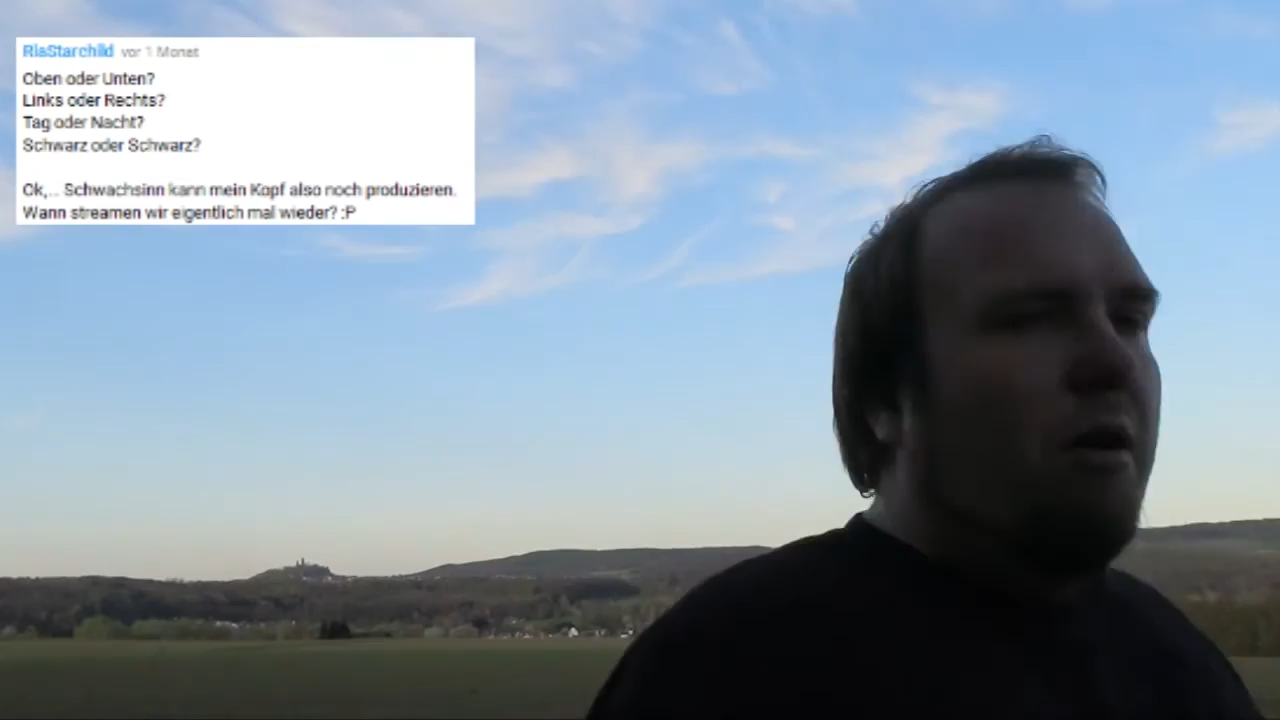 RiaStarchild vor 1 Monat
Oben oder Unten?
Links oder Rechts?
Tag oder Nacht?
Schwarz oder Schwarz?
Ok,... Schwachsinn kann mein Kopf also noch produzieren.
Wann streamen wir eigentlich mal wieder? :P